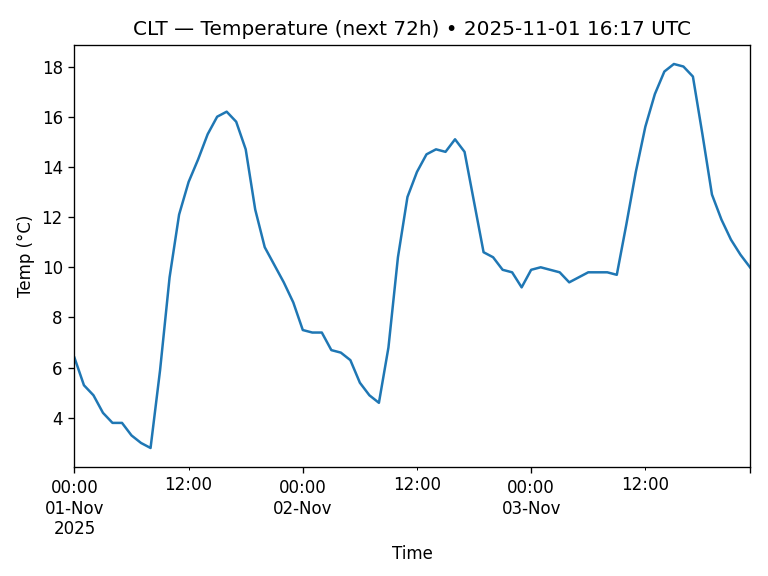 CLT — Temperature (next 72h) • 2025-11-01 16:17 UTC
18
16
14
12
10
8
6
4
Temp (°C)
00:00 12:00 00:00 12:00 00:00 12:00
01-Nov 02-Nov 03-Nov
2025
Time